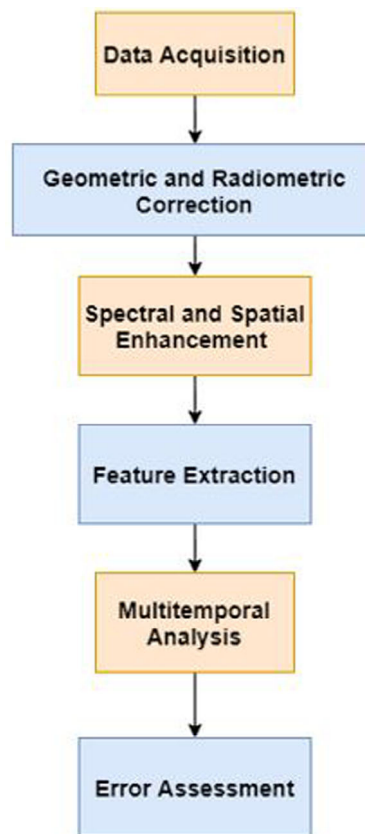 Data Acquisition
Geometric and Radiometric
Correction
Spectral and Spatial
Enhancement
Feature Extraction
Multitemporal
Analysis
Error Assessment